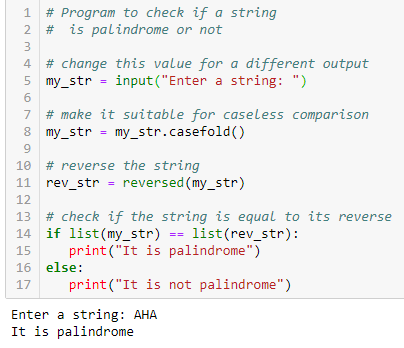 1 # Program to check if a string
2 #  is palindrome or not
3
4 # change this value for a different output
5 my_str = input("Enter a string: ")
6
7 # make it suitable for caseless comparison
8 my_str = my_str.casefold()
9
10 # reverse the string
11 rev_str = reversed(my_str)
12
13 # check if the string is equal to its reverse
14 if list(my_str) == list(rev_str):
15    print("It is palindrome")
16 else:
17    print("It is not palindrome")
Enter a string: AHA
It is palindrome